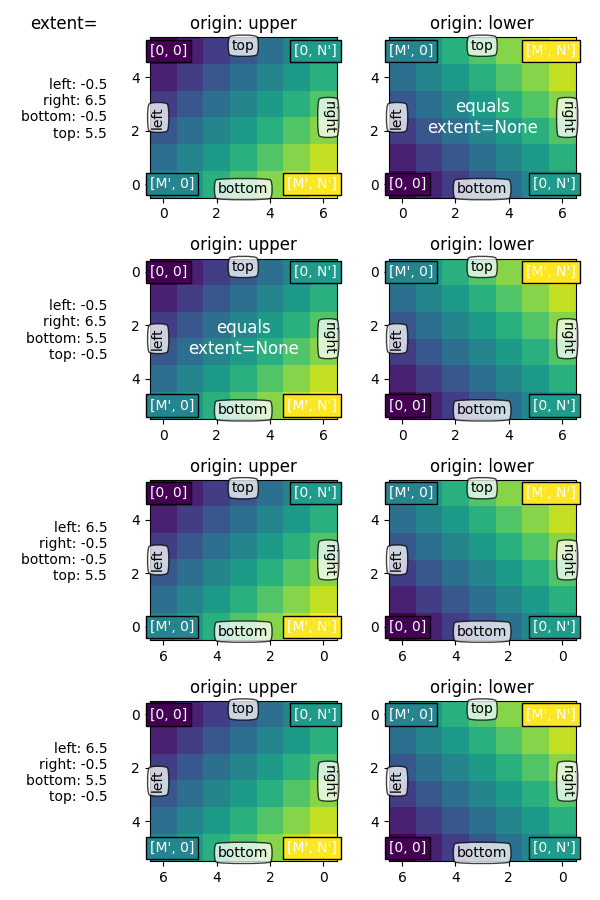 extent=
origin: upper
origin: lower
left: -0.5
right: 6.5
bottom: -0.5
top: 5.5
[0, 0]
top
[0, N']
4
2
0
left
right
[M', 0]
bottom
[M', N']
0 2 4 6
[M', 0]
top
[M', N']
left
equals
extent=None
right
[0, 0]
bottom
[0, N']
0 2 4 6
origin: upper
origin: lower
left: -0.5
right: 6.5
bottom: 5.5
top: -0.5
[0, 0]
top
[0, N']
0
2
4
left
equals
extent=None
right
[M', 0]
bottom
[M', N']
0 2 4 6
[M', 0]
top
[M', N']
0
2
4
left
right
[0, 0]
bottom
[0, N']
0 2 4 6
origin: upper
origin: lower
left: 6.5
right: -0.5
bottom: -0.5
top: 5.5
[0, 0]
top
[0, N']
4
2
0
left
right
[M', 0]
bottom
[M', N']
6 4 2 0
[M', 0]
top
[M', N']
4
2
0
left
right
[0, 0]
bottom
[0, N']
6 4 2 0
origin: upper
origin: lower
left: 6.5
right: -0.5
bottom: 5.5
top: -0.5
[0, 0]
top
[0, N']
0
2
4
left
right
[M', 0]
bottom
[M', N']
6 4 2 0
[M', 0]
top
[M', N']
0
2
4
left
right
[0, 0]
bottom
[0, N']
6 4 2 0